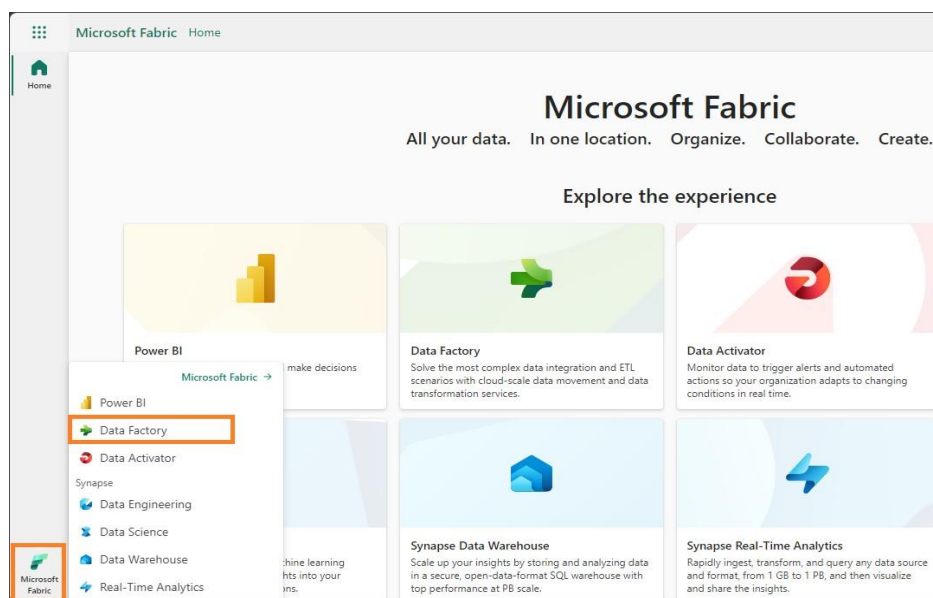 Microsoft Fabric Home
Home
Microsoft Fabric
All your data. In one location. Organize. Collaborate. Create.
Explore the experience
Power BI
make decisions
Data Factory
Solve the most complex data integration and ETL
scenarios with cloud-scale data movement and data
transformation services.
Data Activator
Monitor data to trigger alerts and automated
actions so your organization adapts to changing
conditions in real time.
Microsoft Fabric →
Power BI
Data Factory
Data Activator
Synapse
Data Engineering
Data Science
Data Warehouse
Real-Time Analytics
learning
into your
Synapse Data Warehouse
Scale up your insights by storing and analyzing data
in a secure, open-data-format SQL warehouse with
top performance at PB scale.
Synapse Real-Time Analytics
Rapidly ingest, transform, and query any data source
and format, from 1 GB to 1 PB, and then visualize
and share the insights.
Microsoft
Fabric